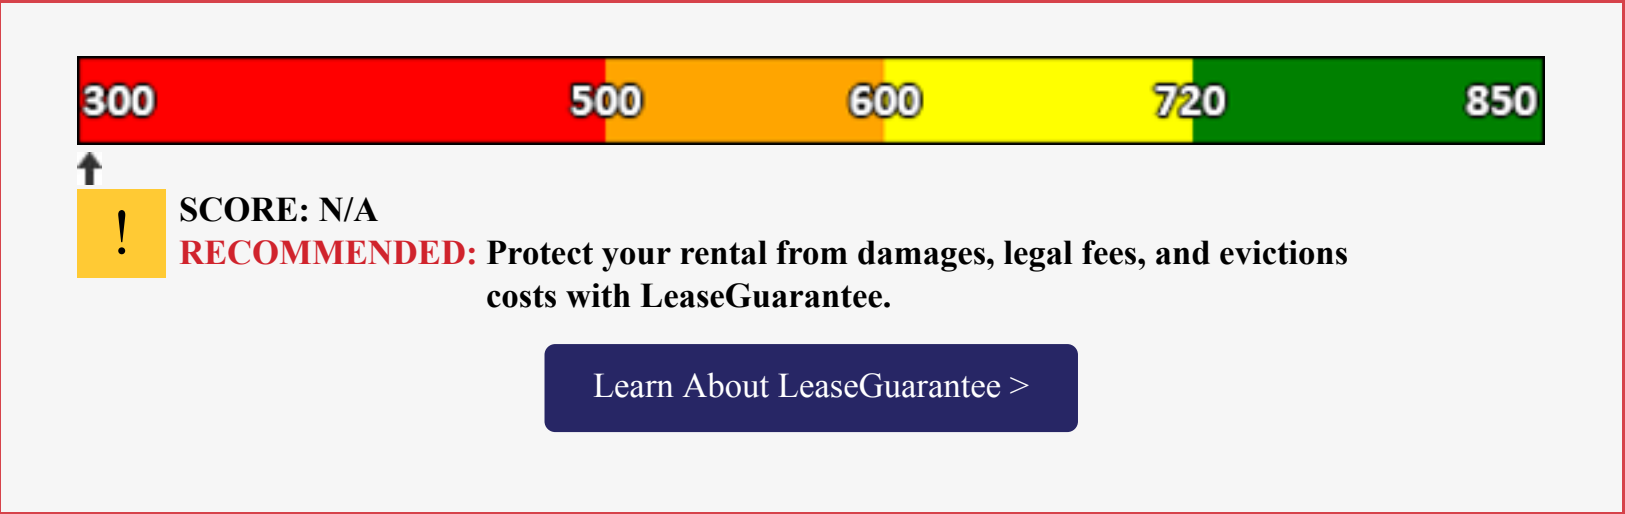 300 500 600 720 850
!
SCORE: N/A
RECOMMENDED: Protect your rental from damages, legal fees, and evictions
costs with LeaseGuarantee.
Learn About LeaseGuarantee >